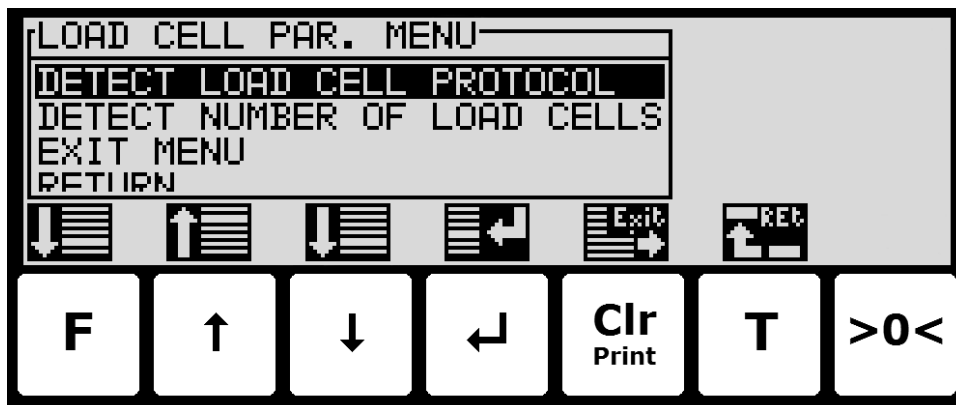 LOAD CELL PAR. MENU
DETECT LOAD CELL PROTOCOL
DETECT NUMBER OF LOAD CELLS
EXIT MENU
RETURN
Exit
REt
F ↑ ↓ ↵ Clr T >0<
Print